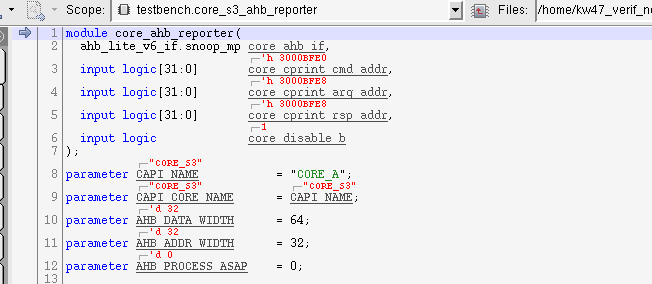 Scope: testbench.core_s3_ahb_reporter Files: /home/kw47_verif_n
1 module core_ahb_reporter(
2 ahb_lite_v6_if.snoop_mp core_ahb_if,
'h 3000BFE0
3 input logic[31:0] core_cprint_cmd_addr,
'h 3000BFE8
4 input logic[31:0] core_cprint_arg_addr,
'h 3000BFE8
5 input logic[31:0] core_cprint_rsp_addr,
1
6 input logic core_disable_b
7 );
"CORE_S3"
8 parameter CAPI_NAME = "CORE_A";
"CORE_S3" "CORE_S3"
9 parameter CAPI_CORE_NAME = CAPI_NAME;
'd 32
10 parameter AHB_DATA_WIDTH = 64;
'd 32
11 parameter AHB_ADDR_WIDTH = 32;
'd 0
12 parameter AHB_PROCESS_ASAP = 0;
13